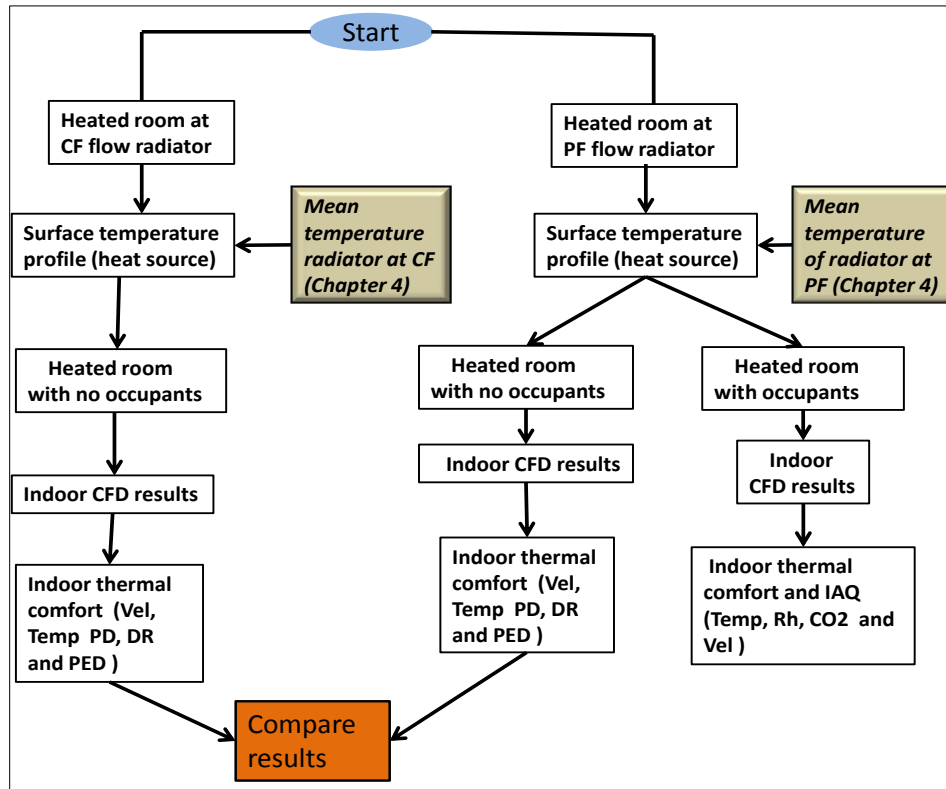 Start
Heated room at
CF flow radiator
Heated room at
PF flow radiator
Surface temperature
profile (heat source)
Mean
temperature
radiator at CF
(Chapter 4)
Surface temperature
profile (heat source)
Mean
temperature
of radiator at
PF (Chapter 4)
Heated room
with no occupants
Heated room
with no occupants
Heated room
with occupants
Indoor CFD results
Indoor CFD results
Indoor
CFD results
Indoor thermal
comfort (Vel,
Temp PD, DR
and PED )
Indoor thermal
comfort (Vel,
Temp PD, DR
and PED )
Indoor thermal
comfort and IAQ
(Temp, Rh, CO2 and
Vel )
Compare
results